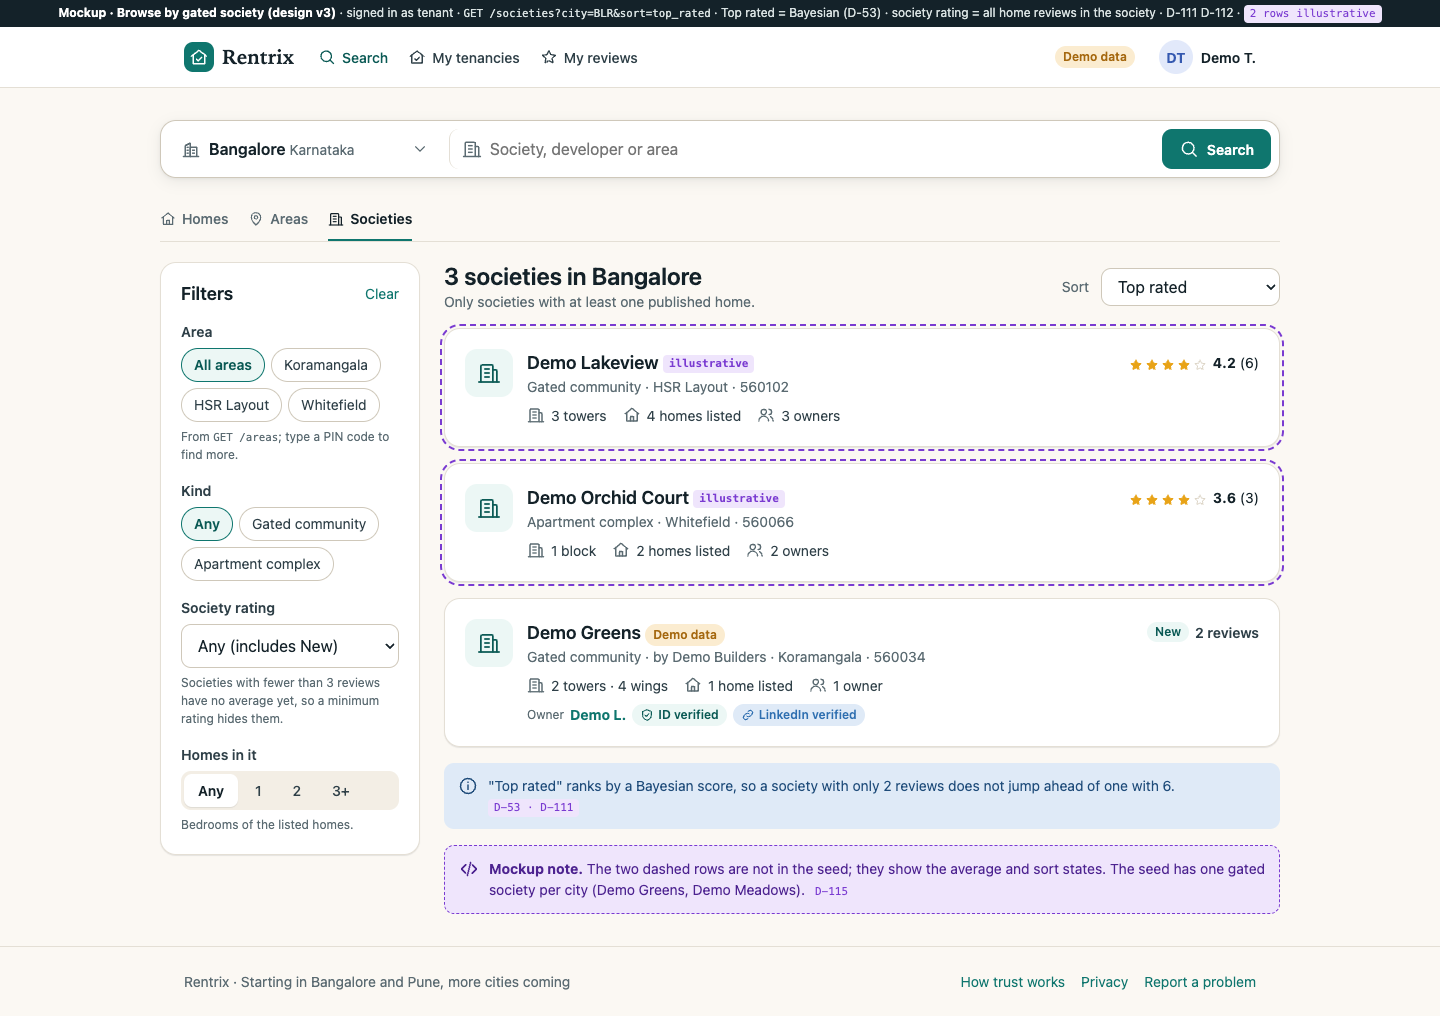 Mockup · Browse by gated society (design v3) · signed in as tenant · GET /societies?city=BLR&sort=top_rated · Top rated = Bayesian (D-53) · society rating = all home reviews in the society · D-111 D-112 · 2 rows illustrative
Rentrix
Search
My tenancies
My reviews
Demo data
DT
Demo T.
Bangalore Karnataka
Society, developer or area
Search
Homes
Areas
Societies
Filters
Clear
Area
All areas
Koramangala
HSR Layout
Whitefield
From GET /areas; type a PIN code to
find more.
Kind
Any
Gated community
Apartment complex
Society rating
Any (includes New)
Societies with fewer than 3 reviews
have no average yet, so a minimum
rating hides them.
Homes in it
Any
1
2
3+
Bedrooms of the listed homes.
3 societies in Bangalore
Only societies with at least one published home.
Sort
Top rated
Demo Lakeview illustrative
4.2 (6)
Gated community · HSR Layout · 560102
3 towers
4 homes listed
3 owners
Demo Orchid Court illustrative
3.6 (3)
Apartment complex · Whitefield · 560066
1 block
2 homes listed
2 owners
Demo Greens Demo data
New 2 reviews
Gated community · by Demo Builders · Koramangala · 560034
2 towers · 4 wings
1 home listed
1 owner
Owner Demo L. ID verified LinkedIn verified
"Top rated" ranks by a Bayesian score, so a society with only 2 reviews does not jump ahead of one with 6.
D-53 · D-111
Mockup note. The two dashed rows are not in the seed; they show the average and sort states. The seed has one gated
society per city (Demo Greens, Demo Meadows). D-115
Rentrix · Starting in Bangalore and Pune, more cities coming
How trust works
Privacy
Report a problem